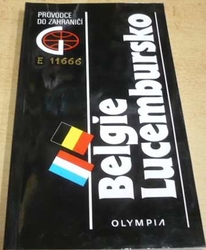 PRŮVODCE
DO ZAHRANIČÍ
E 11666
Belgie
Lucembursko
OLYMPIA